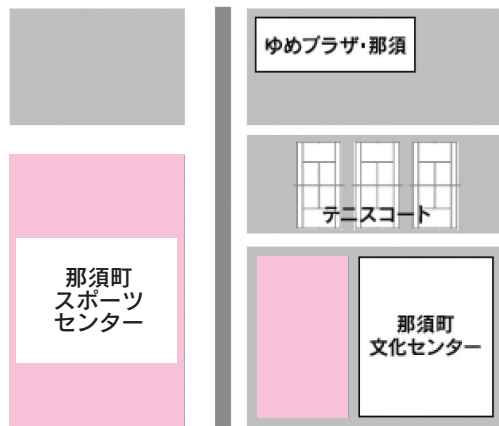 ゆめプラザ・那須
テニスコート
那須町
スポーツ
センター
那須町
文化センター